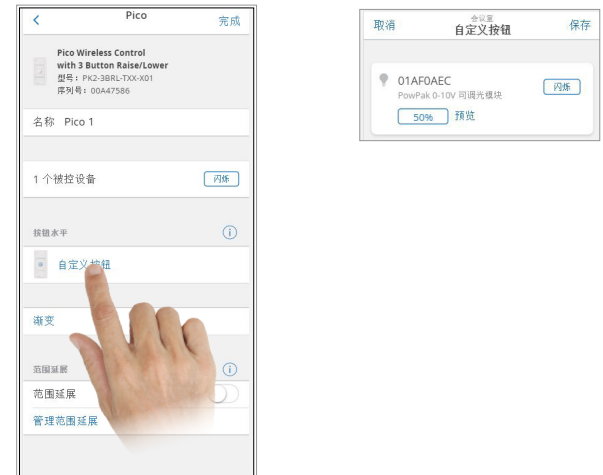 Pico
完成
Pico Wireless Control
with 3 Button Raise/Lower
型号：PK2-3BRL-TXX-X01
序列号：00A47586
名称 Pico 1
1 个被控设备
闪烁
按钮水平
自定义按钮
渐变
范围延展
范围延展
管理范围延展
取消
会议室
自定义按钮
保存
01AF0AEC
PowPak 0-10V 可调光模块
闪烁
50%
预览